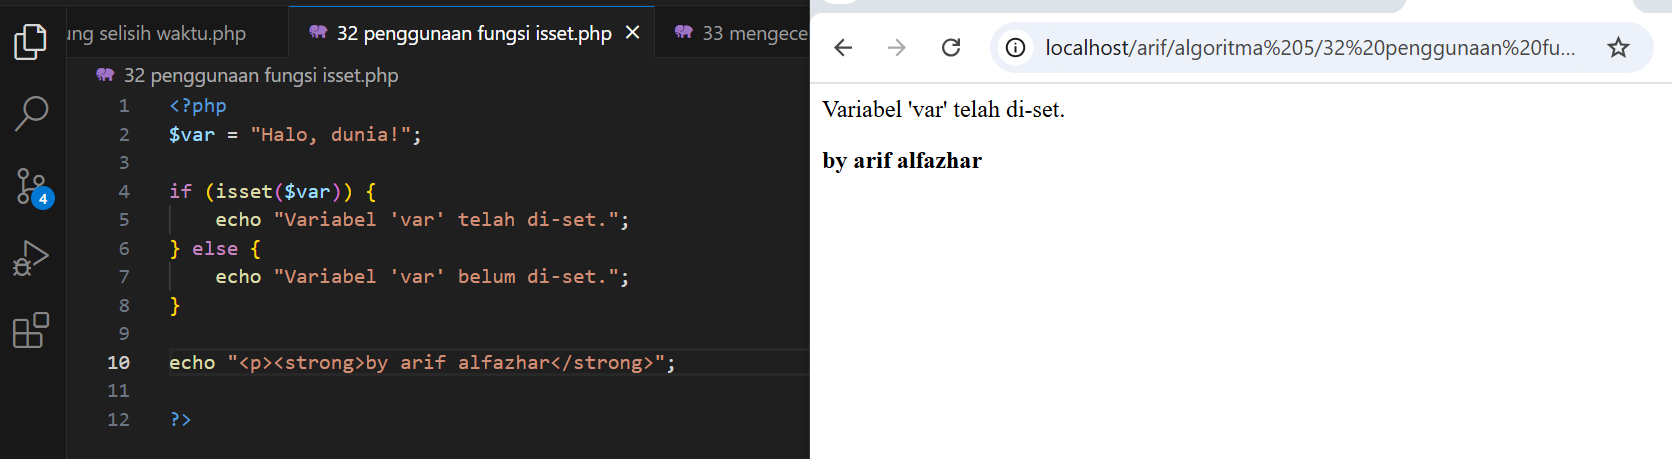 ung selisih waktu.php
32 penggunaan fungsi isset.php
33 mengece
32 penggunaan fungsi isset.php
1 <?php
2 $var = "Halo, dunia!";
3
4 if (isset($var)) {
5 echo "Variabel 'var' telah di-set.";
6 } else {
7 echo "Variabel 'var' belum di-set.";
8 }
9
10 echo "<p><strong>by arif alfazhar</strong>";
11
12 ?>
4
localhost/arif/algoritma%205/32%20penggunaan%20fu...
Variabel 'var' telah di-set.
by arif alfazhar